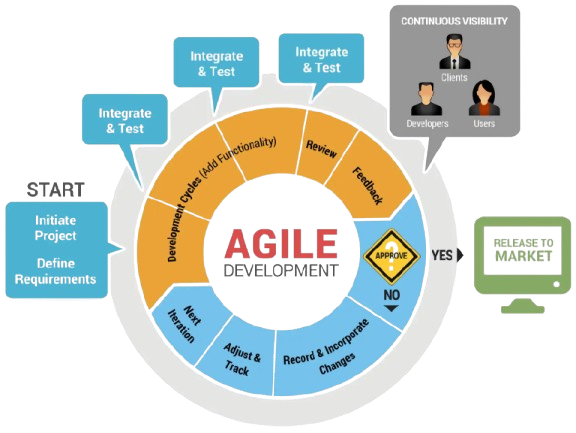 CONTINUOUS VISIBILITY
Clients
Developers
Users
Integrate
& Test
Integrate
& Test
Integrate
& Test
START
Initiate
Project
Define
Requirements
Development Cycles (Add Functionality)
Review
Feedback
AGILE
DEVELOPMENT
?
APPROVE
YES
NO
RELEASE TO
MARKET
Record & Incorporate
Changes
Adjust &
Track
Next
Iteration